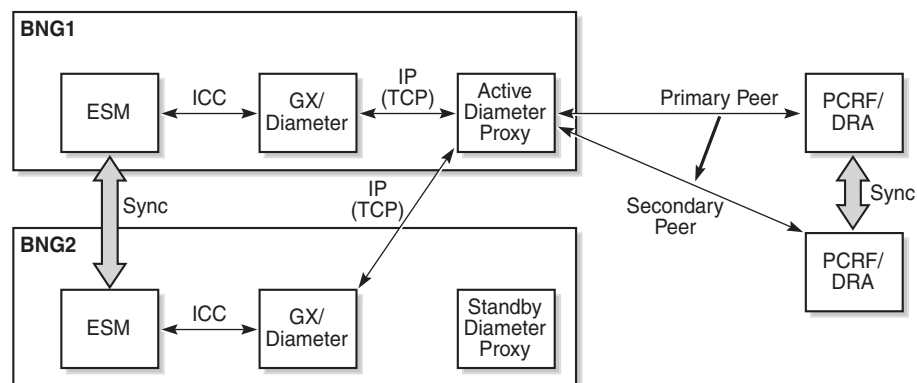 BNG1
ESM
ICC
GX/
Diameter
IP
(TCP)
Active
Diameter
Proxy
Primary Peer
PCRF/
DRA
Sync
IP
(TCP)
Secondary
Peer
Sync
BNG2
ESM
ICC
GX/
Diameter
Standby
Diameter
Proxy
PCRF/
DRA